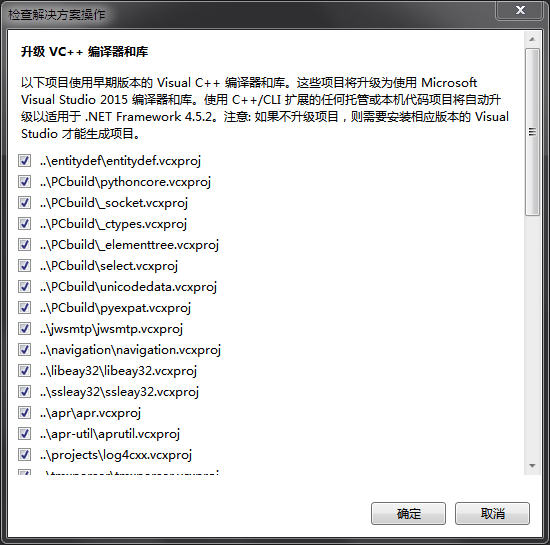 检查解决方案操作
升级 VC++ 编译器和库
以下项目使用早期版本的 Visual C++ 编译器和库。这些项目将升级为使用 Microsoft
Visual Studio 2015 编译器和库。使用 C++/CLI 扩展的任何托管或本机代码项目将自动升
级以适用于 .NET Framework 4.5.2。注意: 如果不升级项目，则需要安装相应版本的 Visual
Studio 才能生成项目。
..\entitydef\entitydef.vcxproj
..\PCbuild\pythoncore.vcxproj
..\PCbuild\_socket.vcxproj
..\PCbuild\_ctypes.vcxproj
..\PCbuild\_elementtree.vcxproj
..\PCbuild\select.vcxproj
..\PCbuild\unicodedata.vcxproj
..\PCbuild\pyexpat.vcxproj
..\jwsmtp\jwsmtp.vcxproj
..\navigation\navigation.vcxproj
..\libeay32\libeay32.vcxproj
..\ssleay32\ssleay32.vcxproj
..\apr\apr.vcxproj
..\apr-util\aprutil.vcxproj
..\projects\log4cxx.vcxproj
..\tmxparser\tmxparser.vcxproj
确定
取消